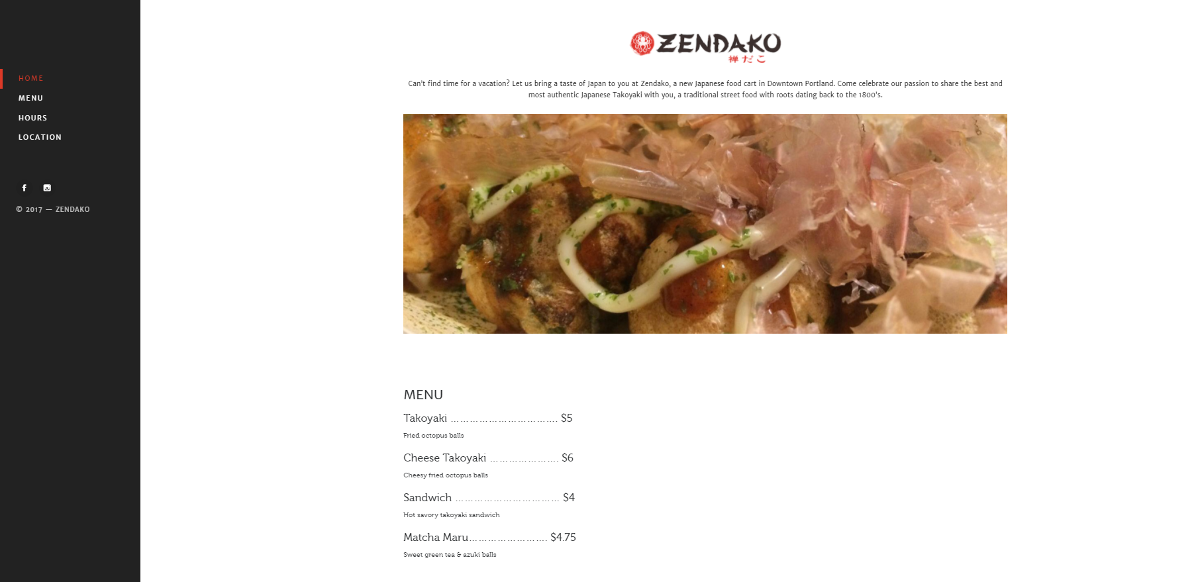 HOME
MENU
HOURS
LOCATION
© 2017 — ZENDAKO
ZENDAKO
禅だこ
Can't find time for a vacation? Let us bring a taste of Japan to you at Zendako, a new Japanese food cart in Downtown Portland. Come celebrate our passion to share the best and
most authentic Japanese Takoyaki with you, a traditional street food with roots dating back to the 1800's.
MENU
Takoyaki ................................ $5
Fried octopus balls
Cheese Takoyaki ..................... $6
Cheesy fried octopus balls
Sandwich ............................... $4
Hot savory takoyaki sandwich
Matcha Maru........................ $4.75
Sweet green tea & azuki balls